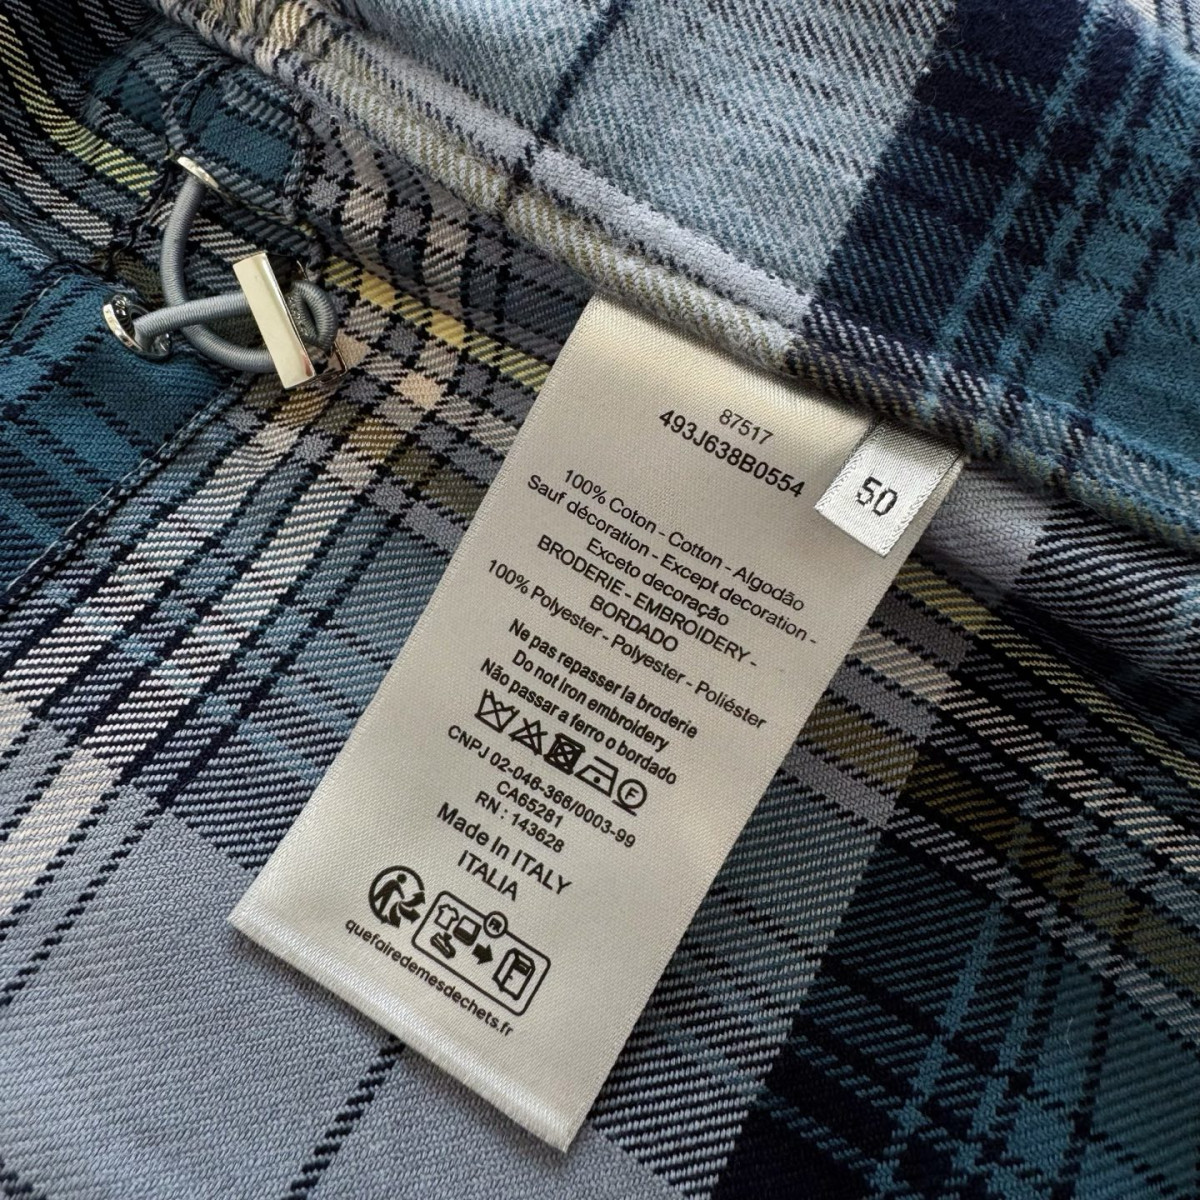 87517
493J638B0554
50
100% Coton - Cotton - Algodão
Sauf décoration - Except decoration -
Exceto decoração
BRODERIE - EMBROIDERY -
BORDADO
100% Polyester - Polyester - Poliéster
Ne pas repasser la broderie
Do not iron embroidery
Não passar a ferro o bordado
F
CNPJ 02-046-368/0003-99
CA65281
RN : 143628
Made In ITALY
ITALIA
FR
quefairedemesdechets.fr